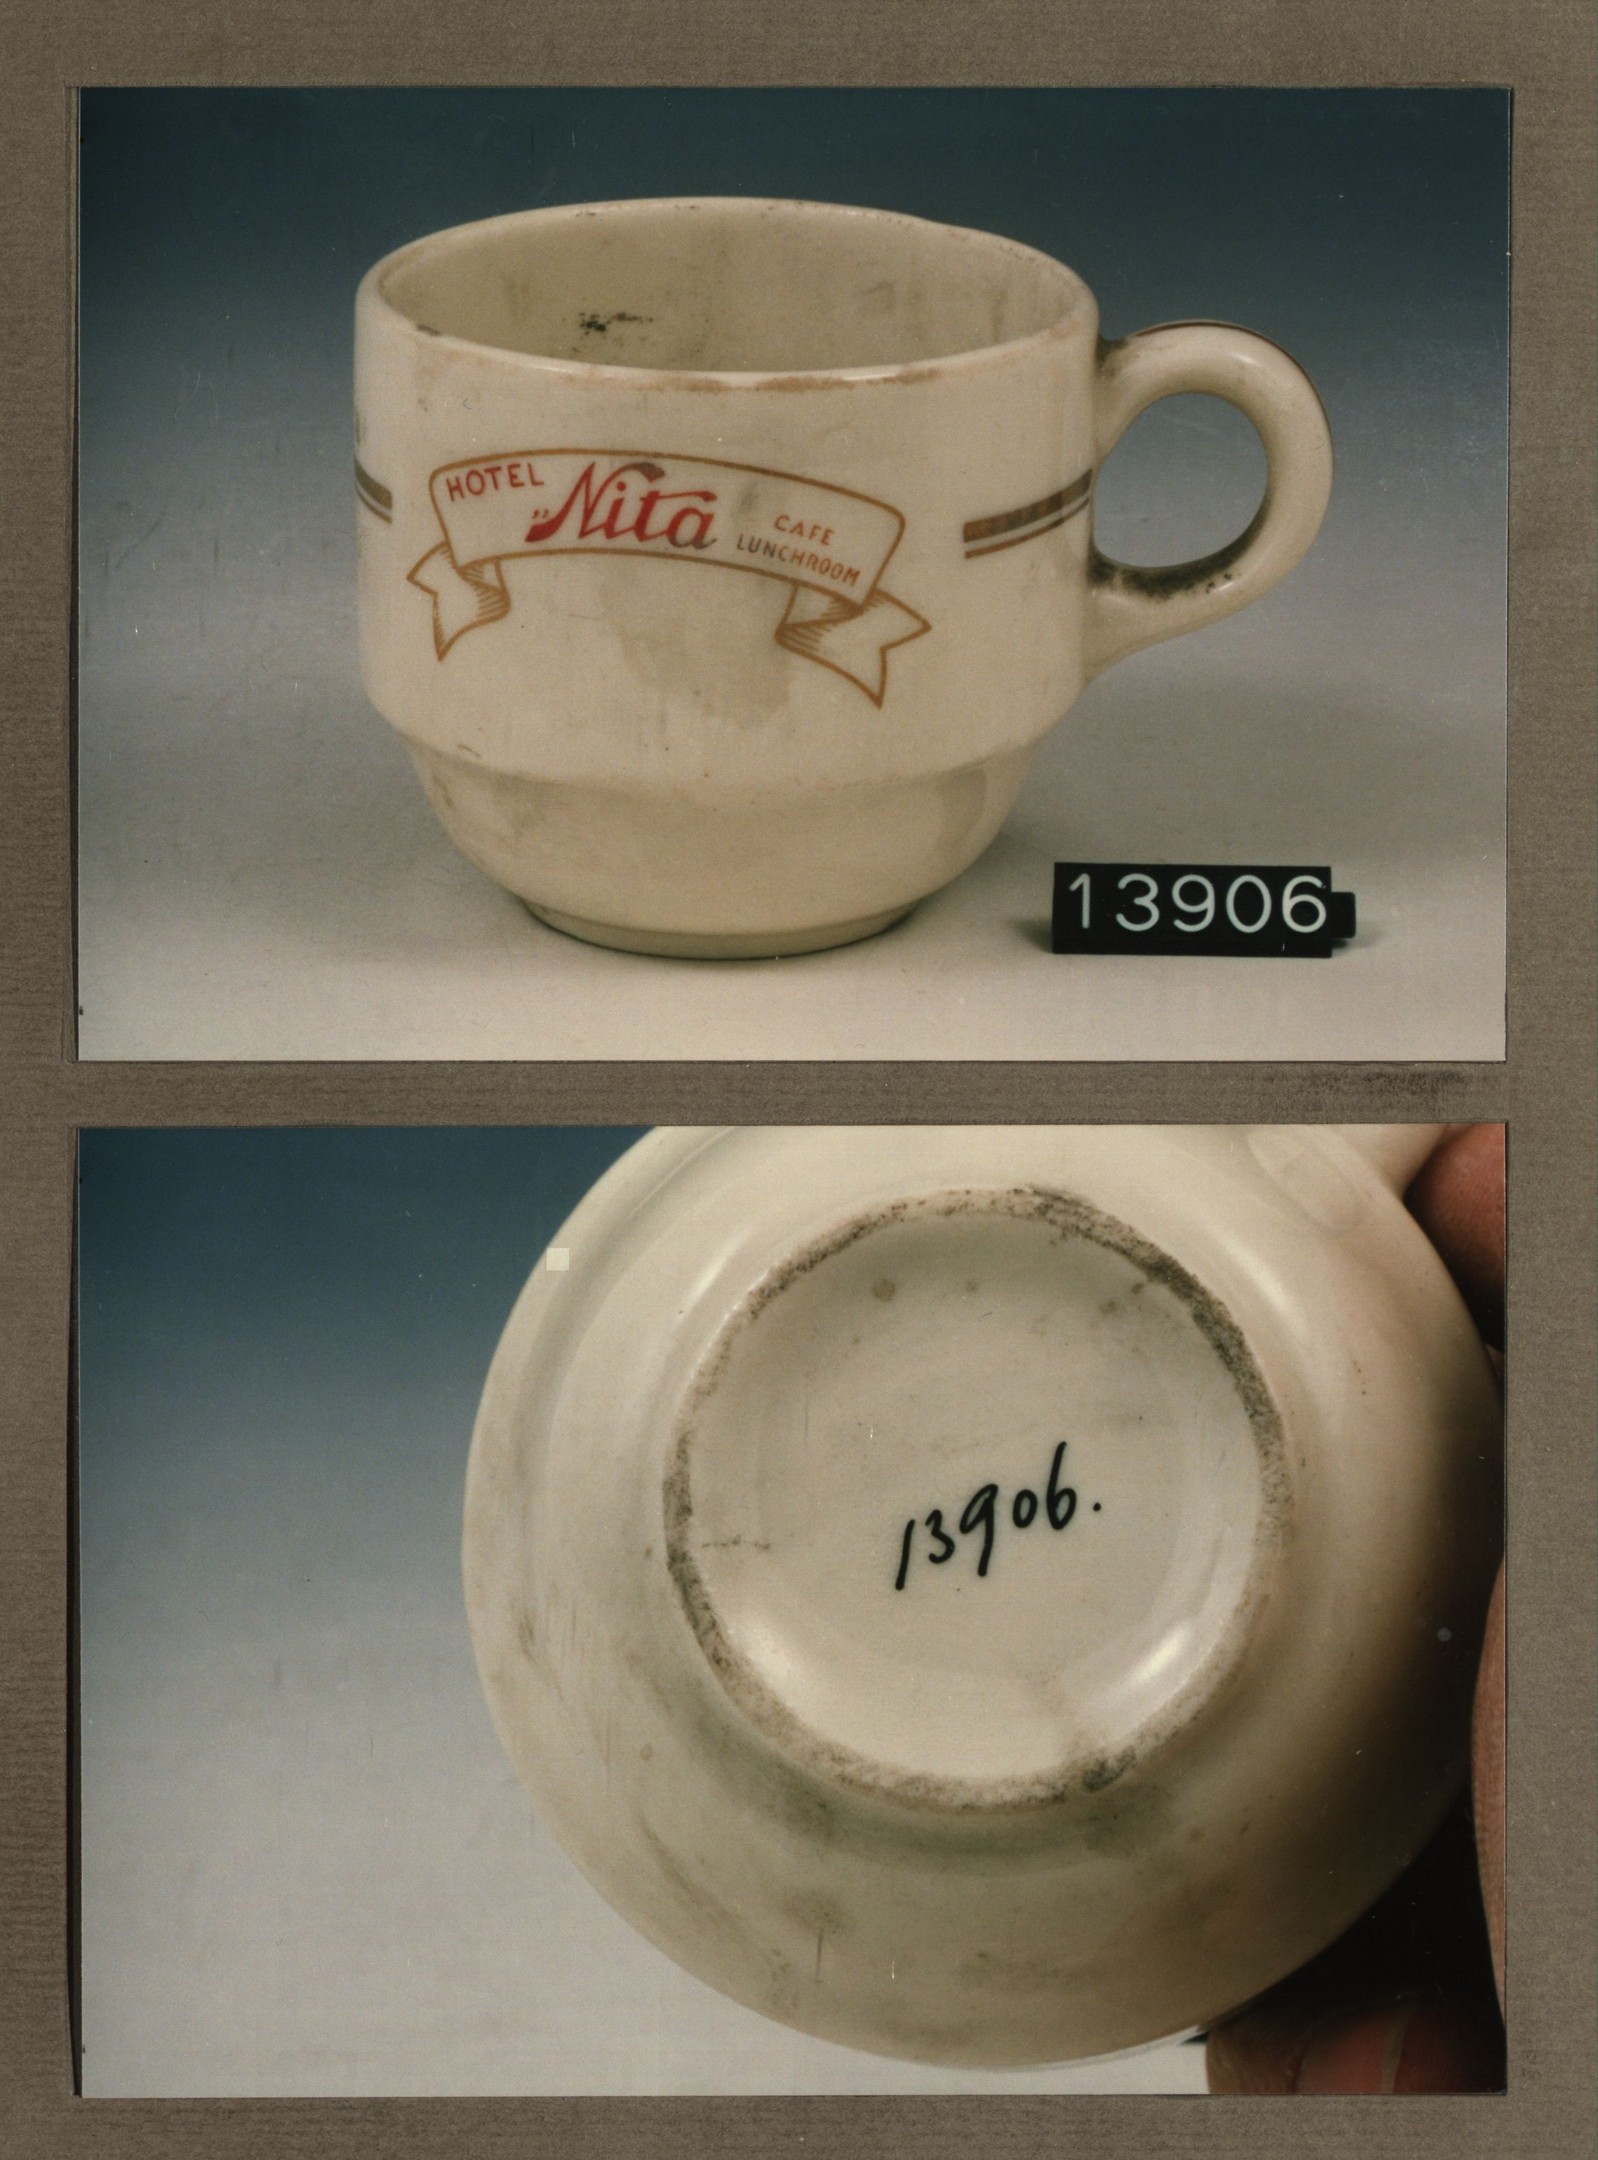 HOTEL „Nita CAFE
LUNCHROOM
13906
13906.